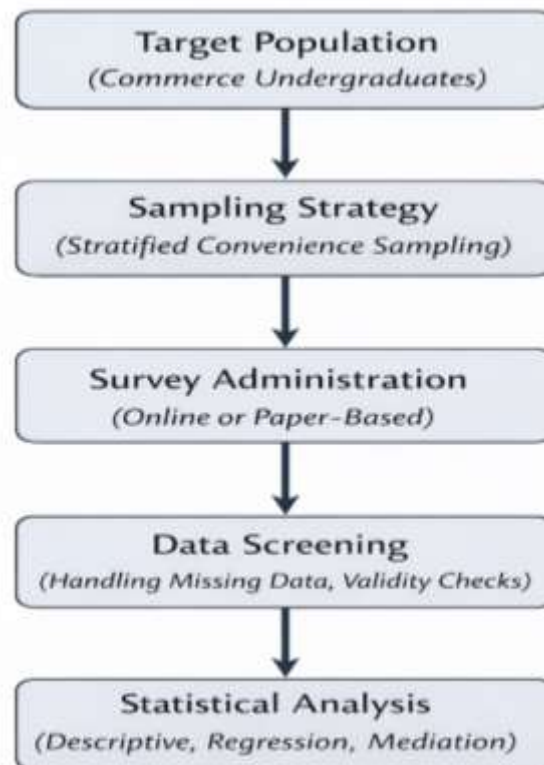 Target Population
(Commerce Undergraduates)
Sampling Strategy
(Stratified Convenience Sampling)
Survey Administration
(Online or Paper-Based)
Data Screening
(Handling Missing Data, Validity Checks)
Statistical Analysis
(Descriptive, Regression, Mediation)